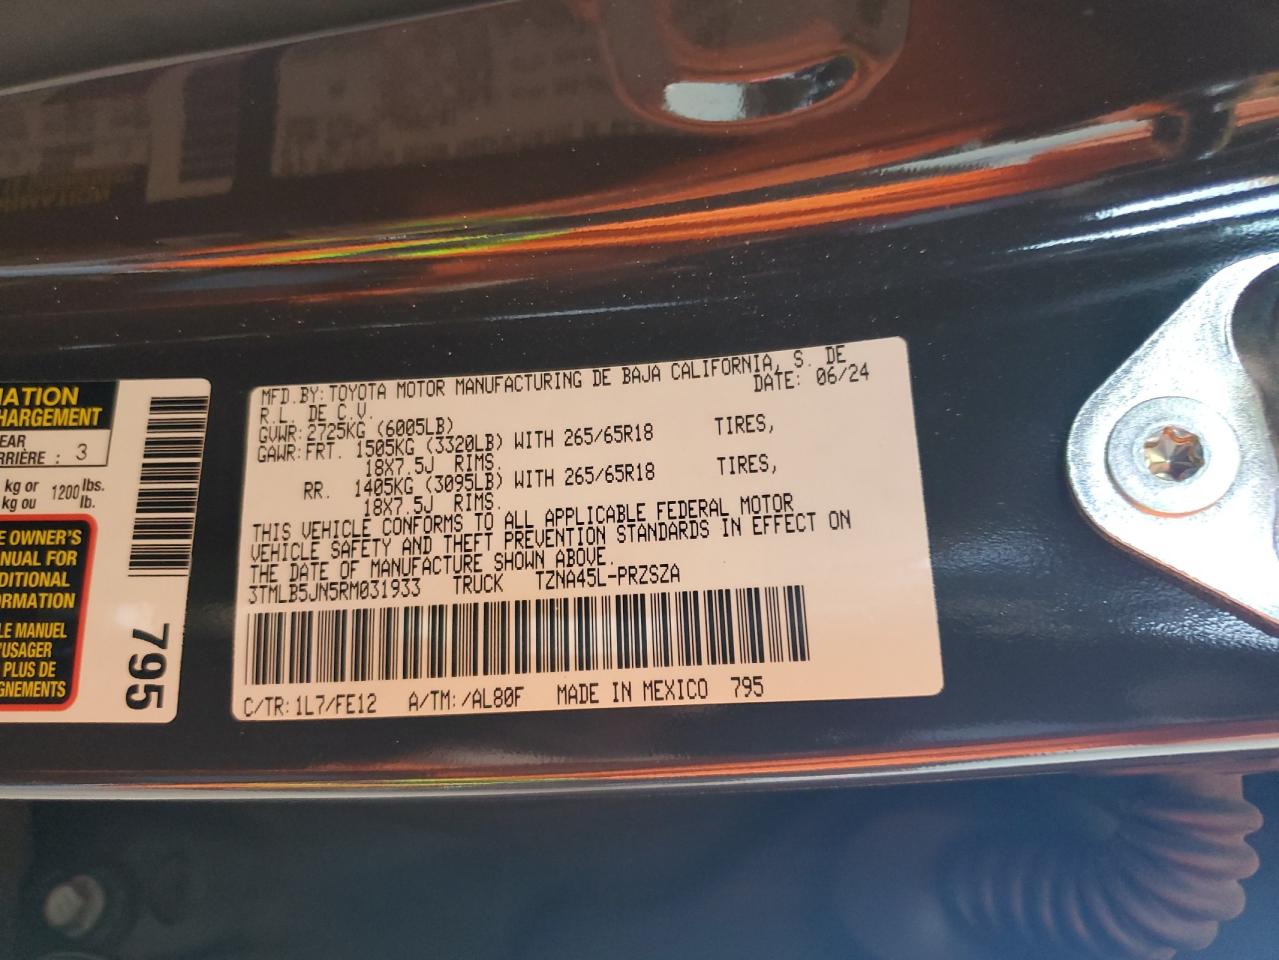 MATION
CHARGEMENT
EAR
RRIÈRE : 3
kg or
kg ou 1200 lbs.
lb.
E OWNER'S
NUAL FOR
DITIONAL
ORMATION
LE MANUEL
'USAGER
PLUS DE
GNEMENTS
795
MFD.BY: TOYOTA MOTOR MANUFACTURING DE BAJA CALIFORNIA, S. DE
R.L. DE C.V. DATE: 06/24
GVWR: 2725KG (6005LB)
GAWR: FRT. 1505KG (3320LB) WITH 265/65R18 TIRES,
18X7.5J RIMS.
RR. 1405KG (3095LB) WITH 265/65R18 TIRES,
18X7.5J RIMS.
THIS VEHICLE CONFORMS TO ALL APPLICABLE FEDERAL MOTOR
VEHICLE SAFETY AND THEFT PREVENTION STANDARDS IN EFFECT ON
THE DATE OF MANUFACTURE SHOWN ABOVE.
3TMLB5JN5RM031933 TRUCK TZNA45L-PRZSZA
C/TR: 1L7/FE12 A/TM: /AL80F MADE IN MEXICO 795